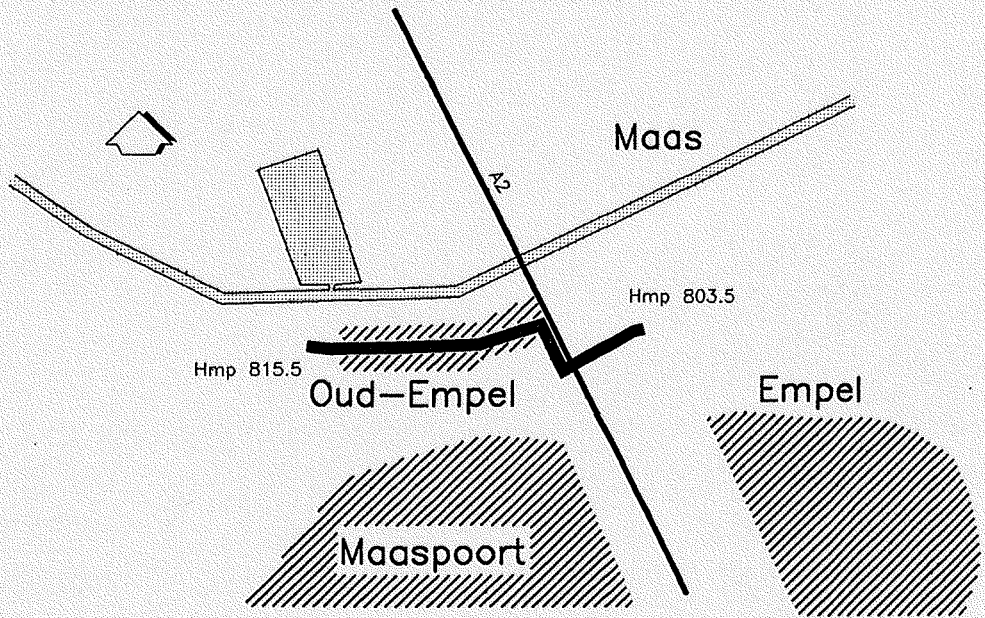 Maas
A2
Hmp 803.5
Hmp 815.5
Oud-Empel
Empel
Maaspoort